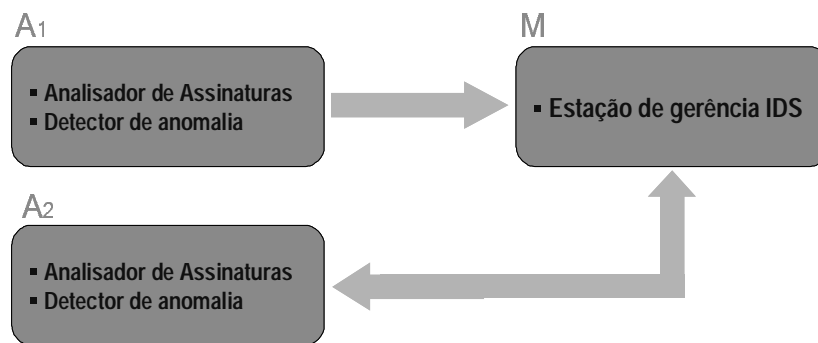 A1
▪ Analisador de Assinaturas
▪ Detector de anomalia
M
▪ Estação de gerência IDS
A2
▪ Analisador de Assinaturas
▪ Detector de anomalia